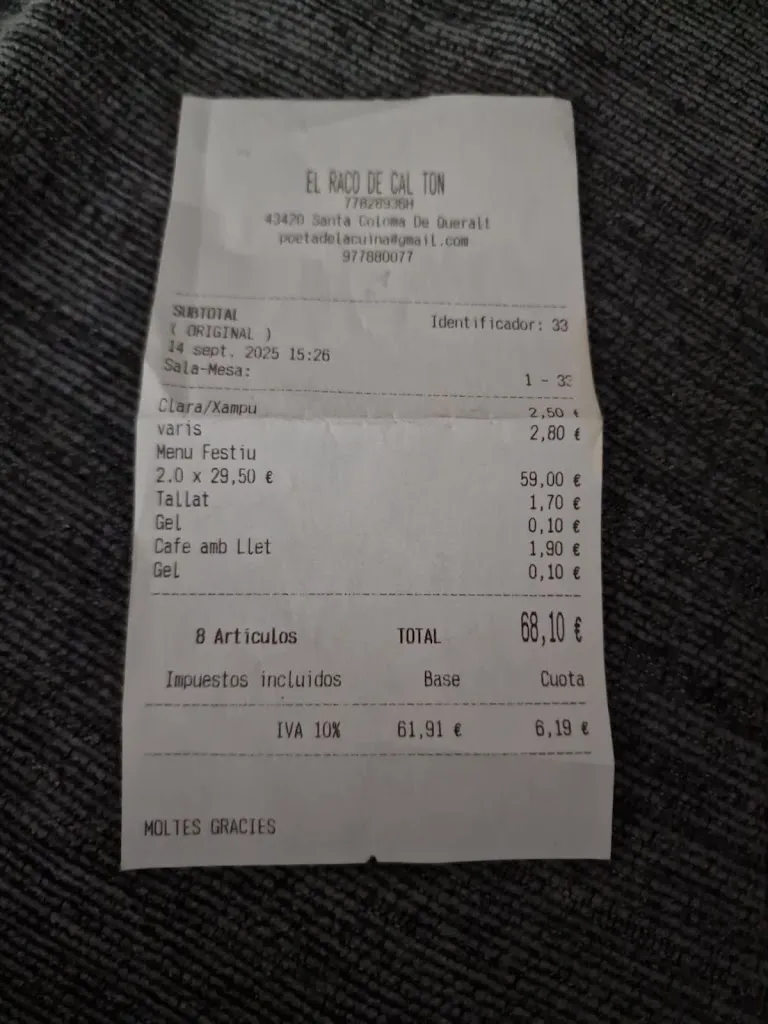 EL RACO DE CAL TON
77828936H
43420 Santa Coloma De Queralt
poetadelacuina@gmail.com
977880077
SUBTOTAL
( ORIGINAL ) Identificador: 33
14 sept. 2025 15:26
Sala-Mesa: 1 - 33
Clara/Xampu 2,50 €
varis 2,80 €
Menu Festiu
2.0 x 29,50 € 59,00 €
Tallat 1,70 €
Gel 0,10 €
Cafe amb Llet 1,90 €
Gel 0,10 €
8 Articulos TOTAL 68,10 €
Impuestos incluidos Base Cuota
IVA 10% 61,91 € 6,19 €
MOLTES GRACIES